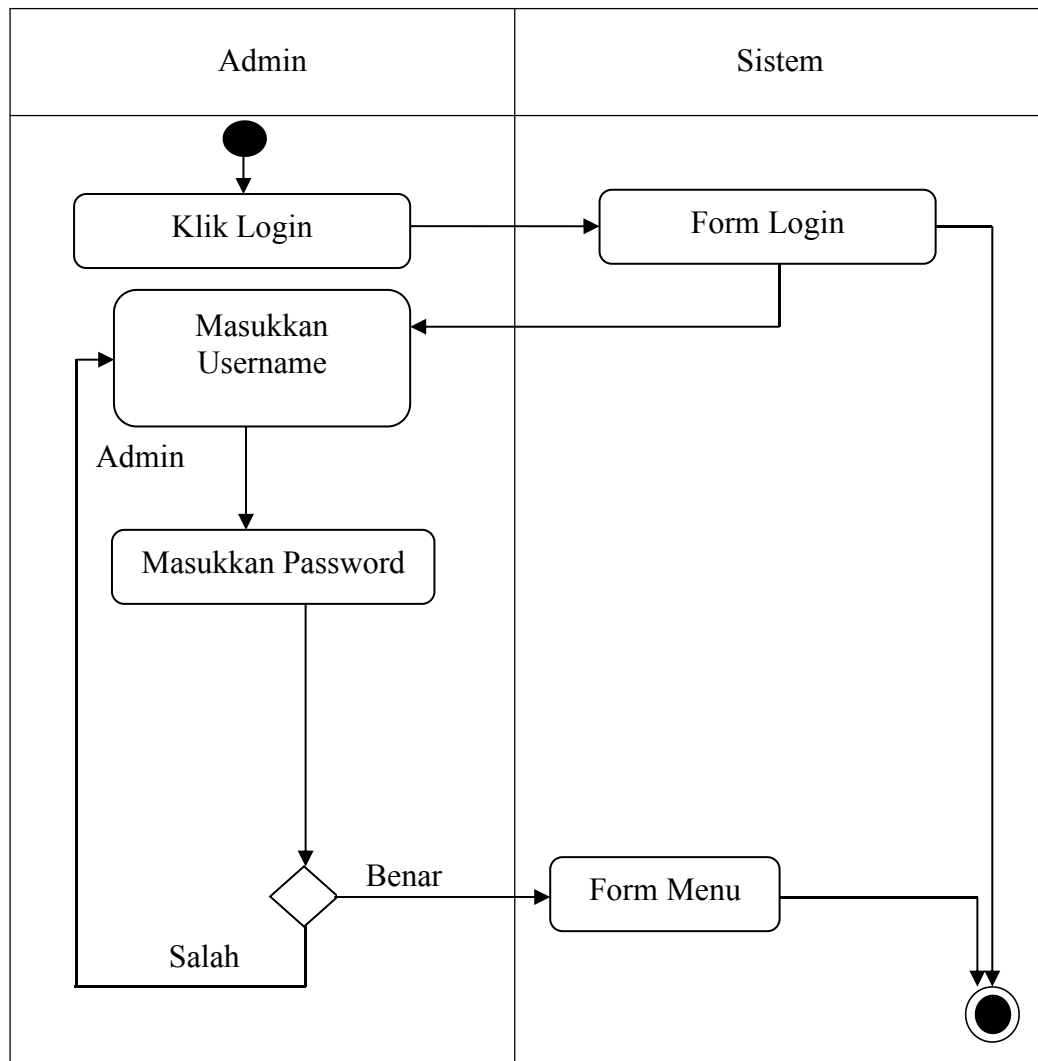 Admin
Sistem
Klik Login
Form Login
Masukkan
Username
Admin
Masukkan Password
Benar
Form Menu
Salah